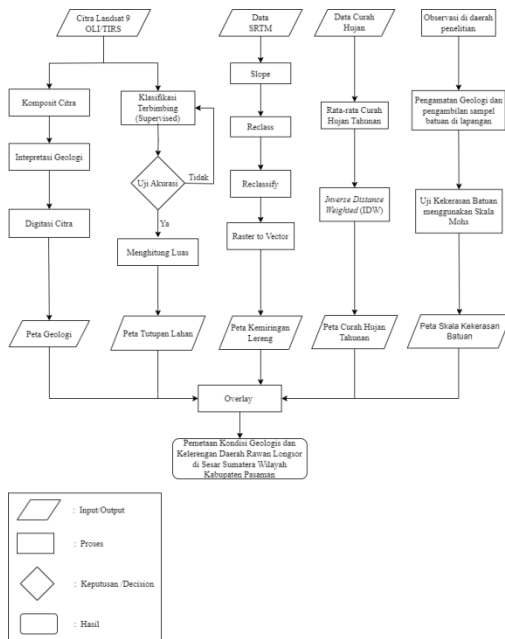 Citra Landsat 9
OLI/TIRS
Data
SRTM
Data Curah
Hujan
Observasi di daerah
penelitian
Komposit Citra
Intepretasi Geologi
Digitasi Citra
Peta Geologi
Klasifikasi
Terbimbing
(Supervised)
Uji Akurasi
Tidak
Ya
Menghitung Luas
Peta Tutupan Lahan
Slope
Reclass
Reclassify
Raster to Vector
Peta Kemiringan
Lereng
Rata-rata Curah
Hujan Tahunan
Inverse Distance
Weighted (IDW)
Peta Curah Hujan
Tahunan
Pengamatan Geologi dan
pengambilan sampel
batuan di lapangan
Uji Kekerasan Batuan
menggunakan Skala
Mohs
Peta Skala Kekerasan
Batuan
Overlay
Pemetaan Kondisi Geologis dan
Kelerengan Daerah Rawan Longsor
di Sesar Sumatera Wilayah
Kabupaten Pasaman
: Input/Output
: Proses
: Keputusan /Decision
: Hasil